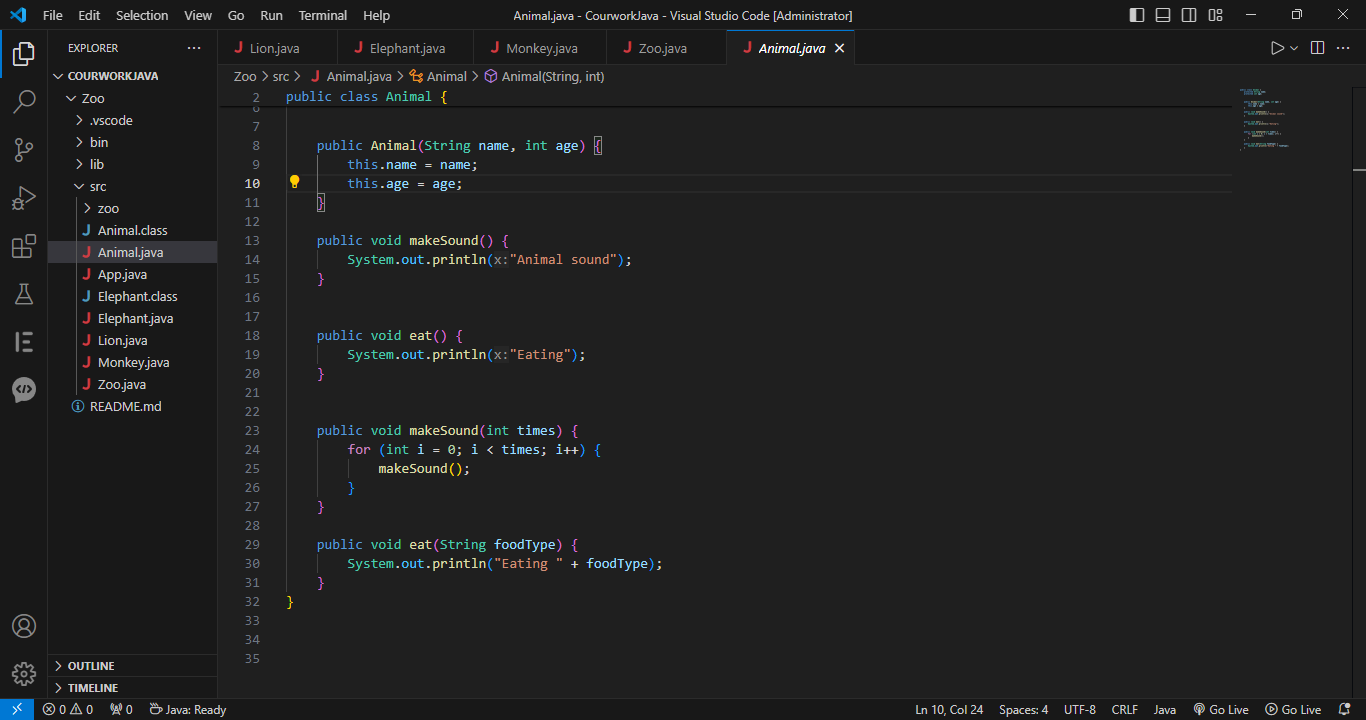 File Edit Selection View Go Run Terminal Help Animal.java - CourworkJava - Visual Studio Code [Administrator]
EXPLORER
Lion.java Elephant.java Monkey.java Zoo.java Animal.java
COURWORKJAVA
Zoo
.vscode
bin
lib
src
zoo
Animal.class
Animal.java
App.java
Elephant.class
Elephant.java
Lion.java
Monkey.java
Zoo.java
README.md
OUTLINE
TIMELINE
Zoo > src > Animal.java > Animal > Animal(String, int)
2 public class Animal {
6
7
8 public Animal(String name, int age) {
9 this.name = name;
10 this.age = age;
11 }
12
13 public void makeSound() {
14 System.out.println(x:"Animal sound");
15 }
16
17
18 public void eat() {
19 System.out.println(x:"Eating");
20 }
21
22
23 public void makeSound(int times) {
24 for (int i = 0; i < times; i++) {
25 makeSound();
26 }
27 }
28
29 public void eat(String foodType) {
30 System.out.println("Eating " + foodType);
31 }
32 }
33
34
35
0 0 0 Java: Ready Ln 10, Col 24 Spaces: 4 UTF-8 CRLF Java Go Live Go Live